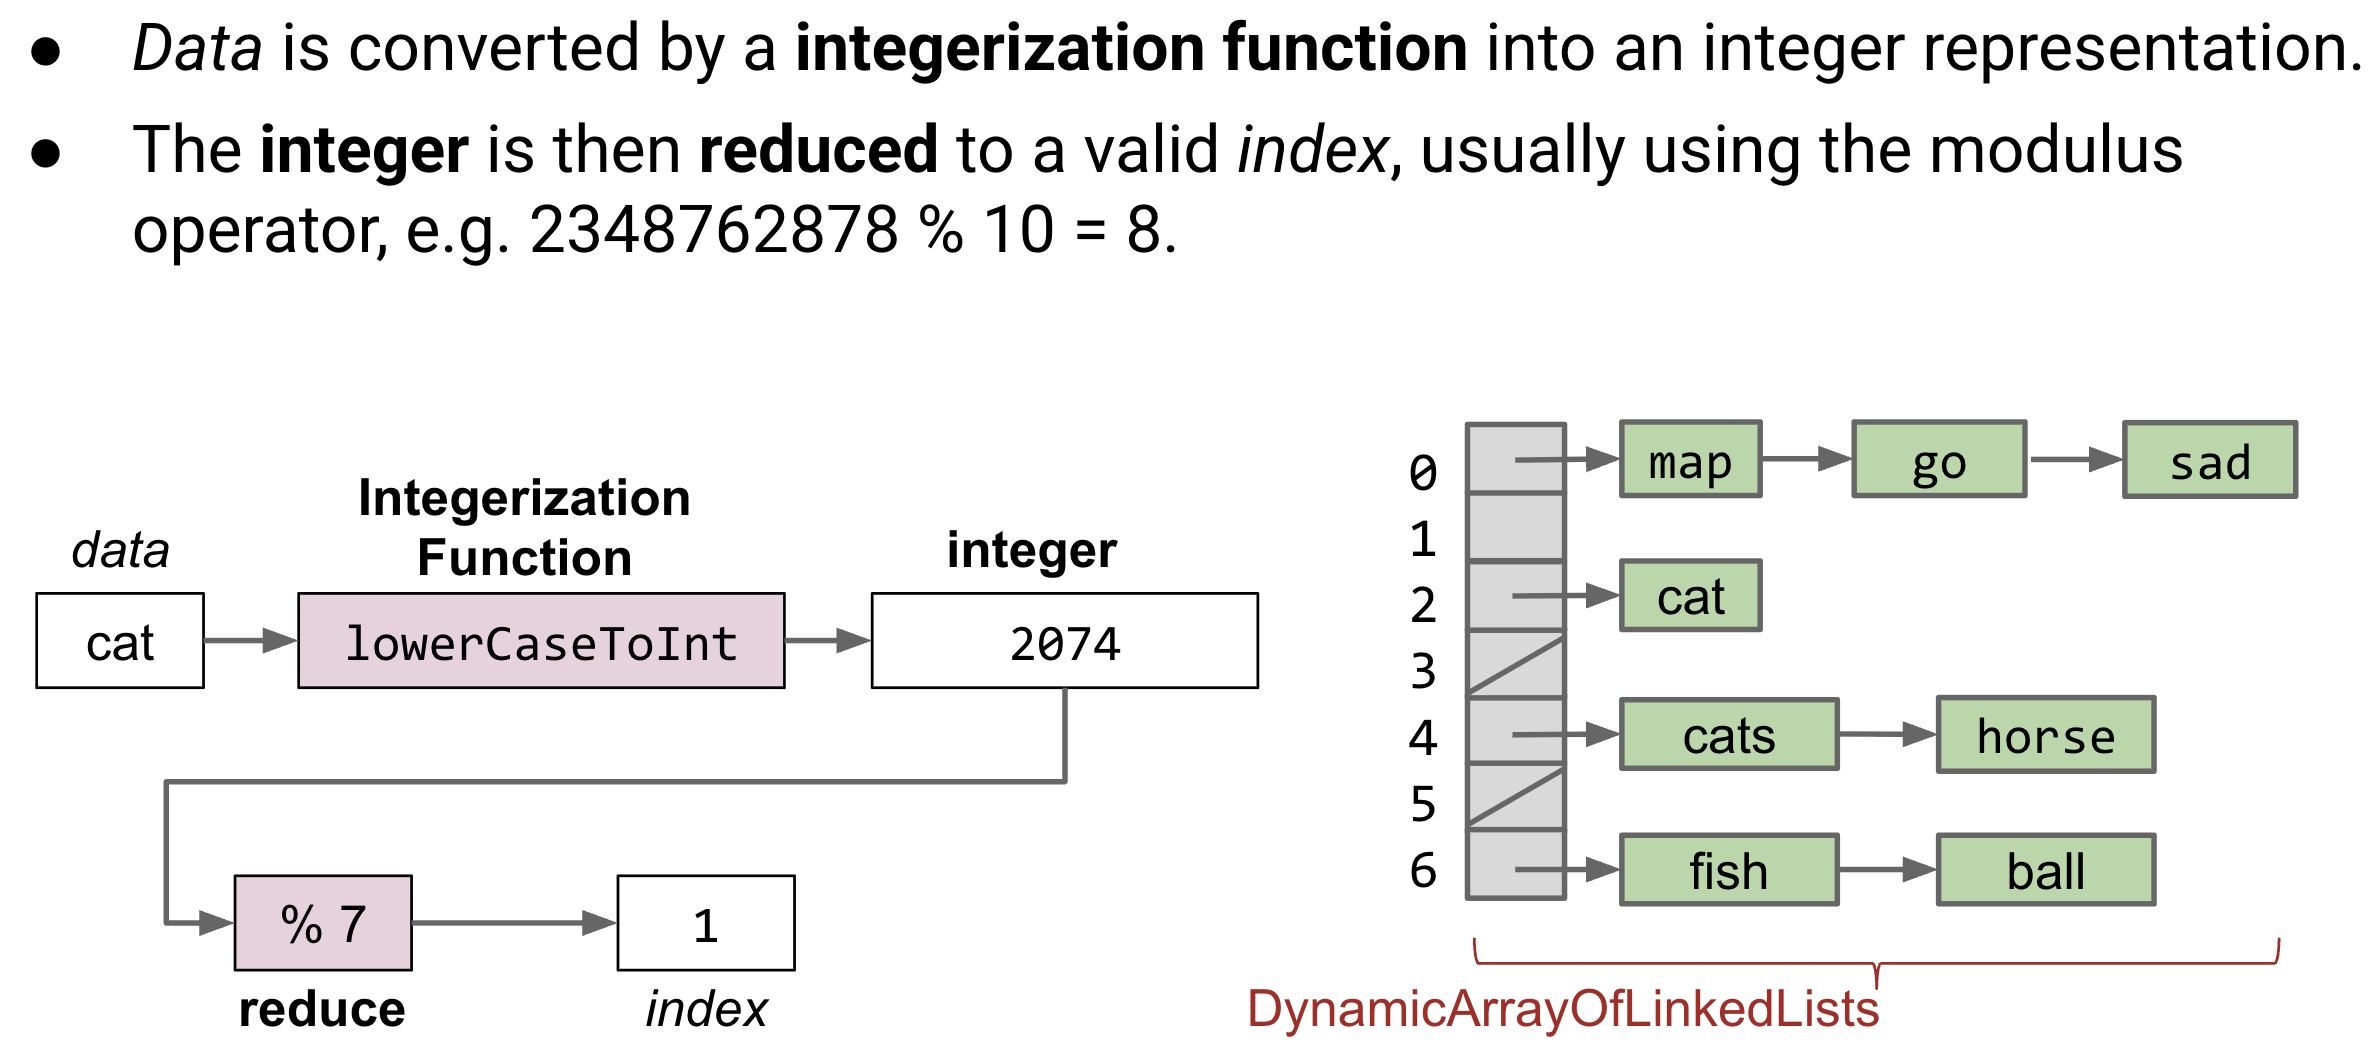 ● Data is converted by a integerization function into an integer representation.
● The integer is then reduced to a valid index, usually using the modulus
operator, e.g. 2348762878 % 10 = 8.
data
Integerization
Function
integer
cat
lowerCaseToInt
2074
% 7
1
reduce
index
0
map
go
sad
1
2
cat
3
4
cats
horse
5
6
fish
ball
DynamicArrayOfLinkedLists